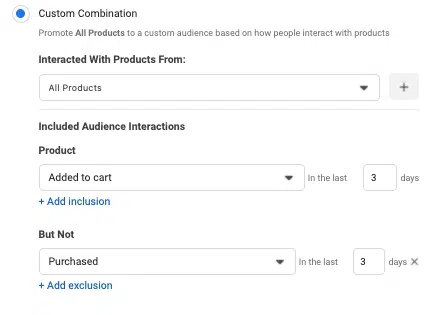 Custom Combination
Promote All Products to a custom audience based on how people interact with products
Interacted With Products From:
All Products
+
Included Audience Interactions
Product
Added to cart In the last 3 days
+ Add inclusion
But Not
Purchased In the last 3 days ×
+ Add exclusion